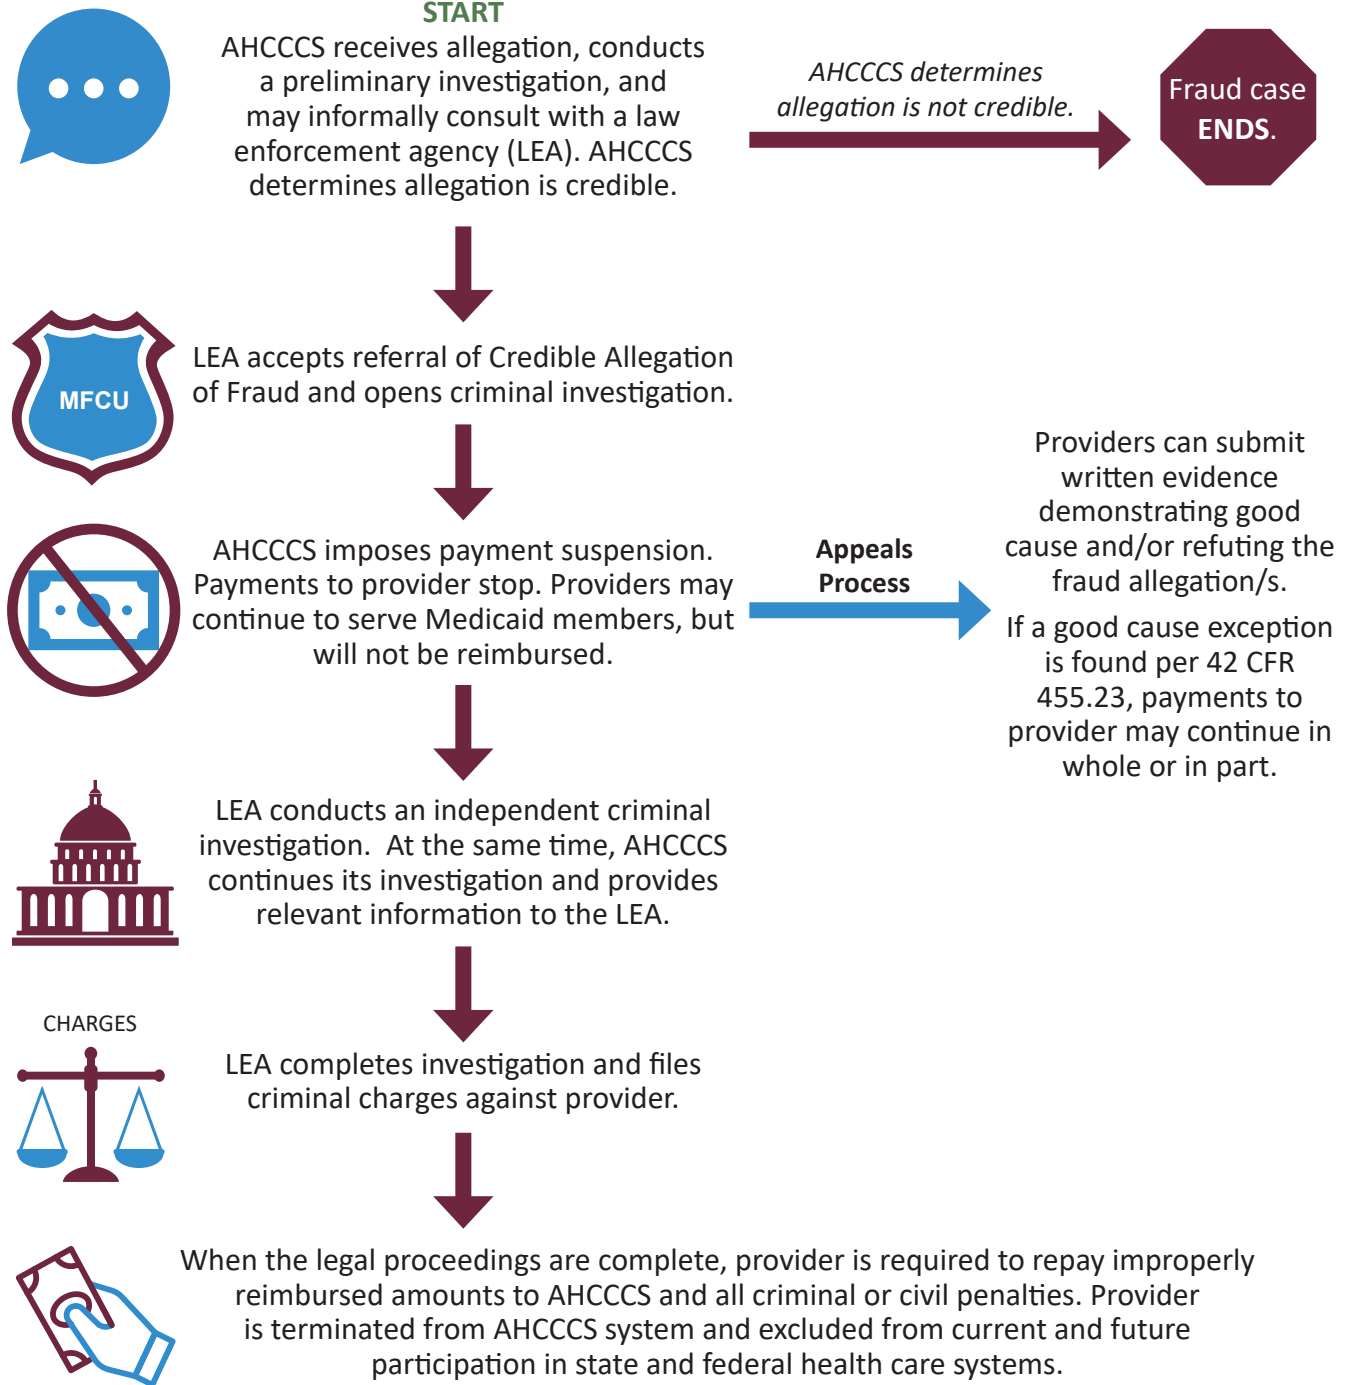 START
AHCCCS receives allegation, conducts
a preliminary investigation, and
may informally consult with a law
enforcement agency (LEA). AHCCCS
determines allegation is credible.
AHCCCS determines
allegation is not credible.
Fraud case
ENDS.
MFCU
LEA accepts referral of Credible Allegation
of Fraud and opens criminal investigation.
AHCCCS imposes payment suspension.
Payments to provider stop. Providers may
continue to serve Medicaid members, but
will not be reimbursed.
Appeals
Process
Providers can submit
written evidence
demonstrating good
cause and/or refuting the
fraud allegation/s.
If a good cause exception
is found per 42 CFR
455.23, payments to
provider may continue in
whole or in part.
LEA conducts an independent criminal
investigation.  At the same time, AHCCCS
continues its investigation and provides
relevant information to the LEA.
CHARGES
LEA completes investigation and files
criminal charges against provider.
When the legal proceedings are complete, provider is required to repay improperly
reimbursed amounts to AHCCCS and all criminal or civil penalties. Provider
is terminated from AHCCCS system and excluded from current and future
participation in state and federal health care systems.